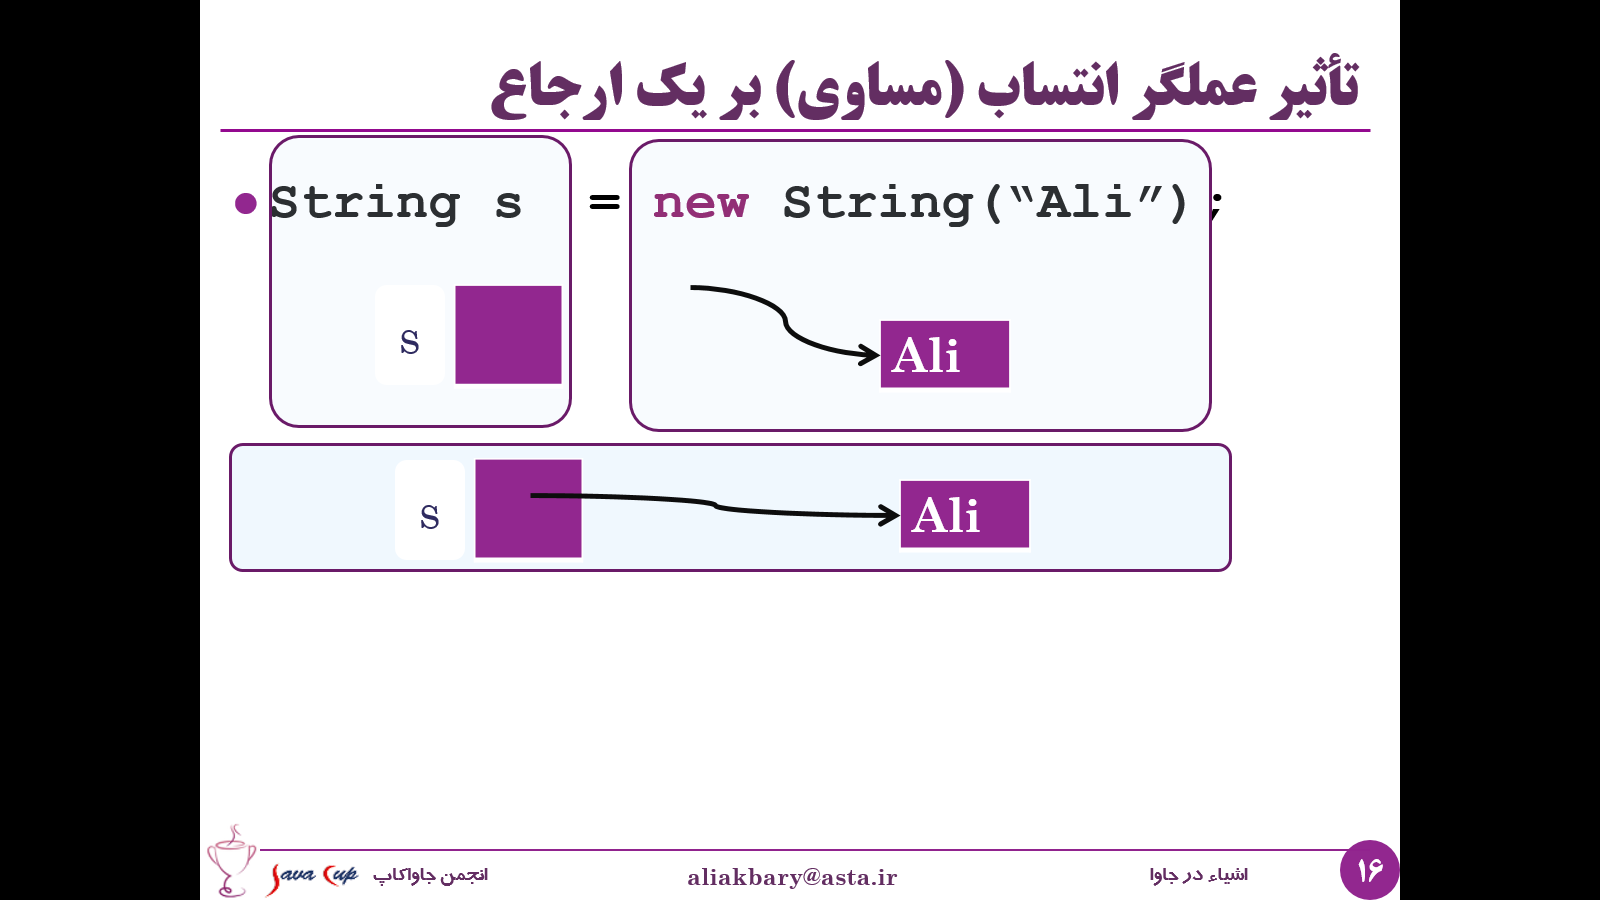 تأثیر عملگر انتساب (مساوی) بر یک ارجاع
• String s = new String(“Ali”);
s
Ali
s
Ali
Java Cup انجمن جاواکاپ
aliakbary@asta.ir
اشیاء در جاوا
۱۶